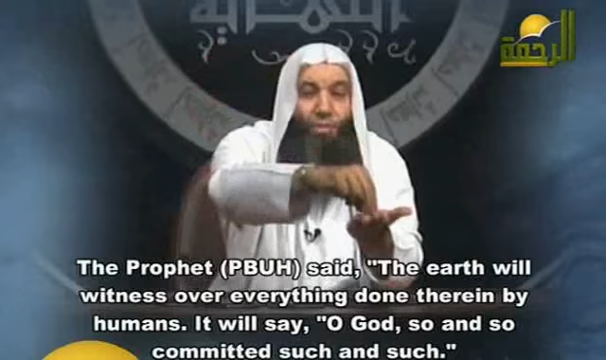 الرحمة
The Prophet (PBUH) said, "The earth will
witness over everything done therein by
humans. It will say, "O God, so and so
committed such and such."